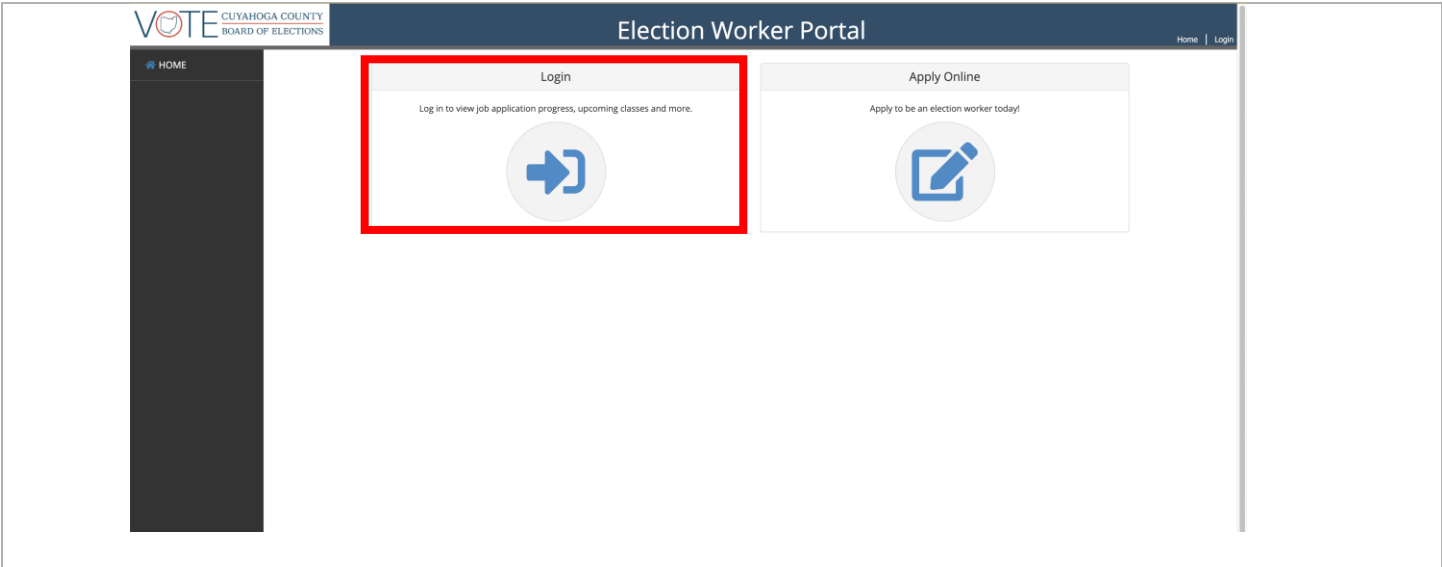 VOTE CUYAHOGA COUNTY
BOARD OF ELECTIONS
Election Worker Portal
Home | Login
HOME
Login
Log in to view job application progress, upcoming classes and more.
Apply Online
Apply to be an election worker today!